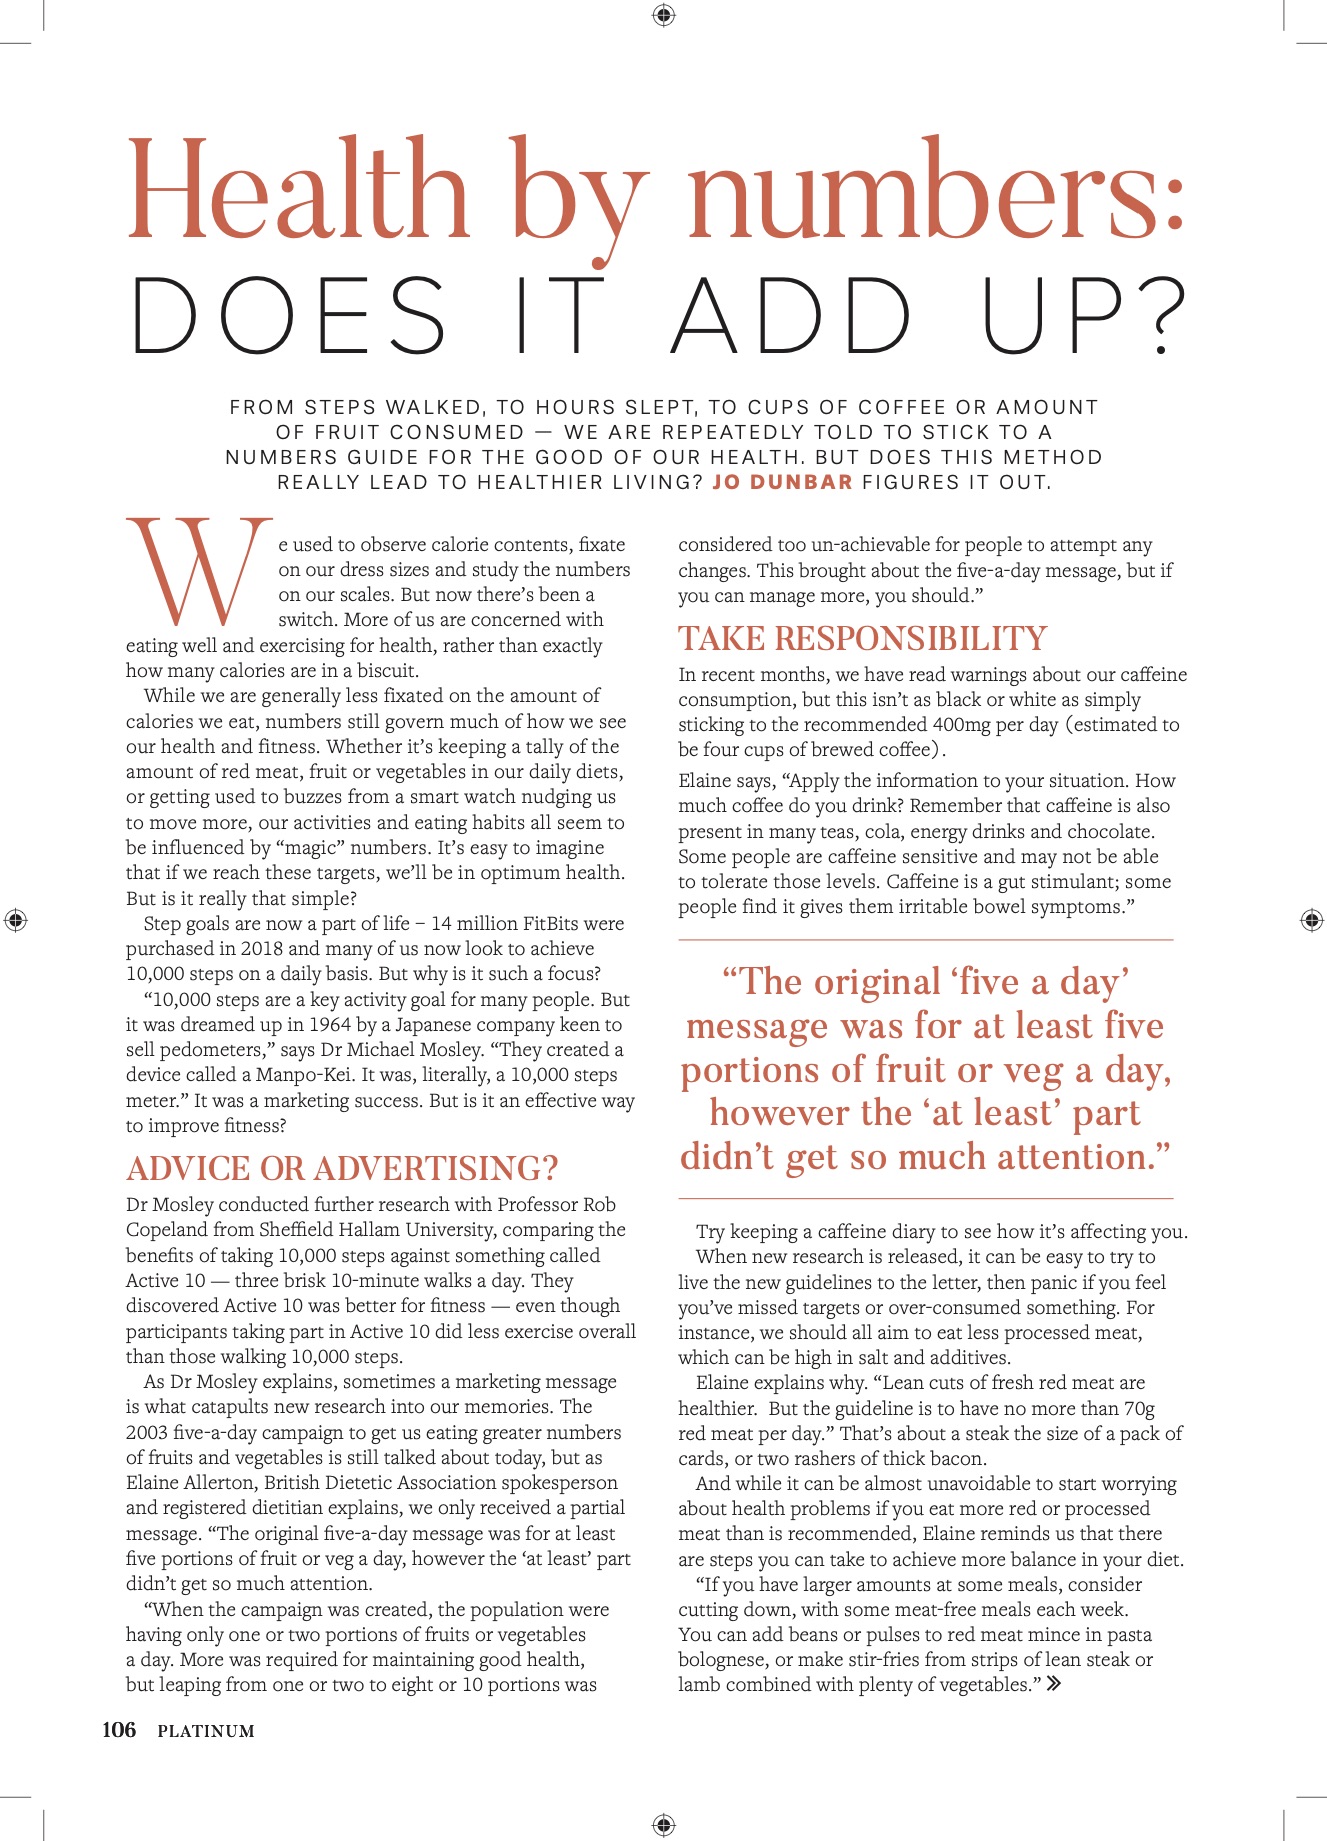 Health by numbers:
DOES IT ADD UP?
FROM STEPS WALKED, TO HOURS SLEPT, TO CUPS OF COFFEE OR AMOUNT
OF FRUIT CONSUMED — WE ARE REPEATEDLY TOLD TO STICK TO A
NUMBERS GUIDE FOR THE GOOD OF OUR HEALTH. BUT DOES THIS METHOD
REALLY LEAD TO HEALTHIER LIVING? JO DUNBAR FIGURES IT OUT.
We used to observe calorie contents, fixate
on our dress sizes and study the numbers
on our scales. But now there’s been a
switch. More of us are concerned with
eating well and exercising for health, rather than exactly
how many calories are in a biscuit.
While we are generally less fixated on the amount of
calories we eat, numbers still govern much of how we see
our health and fitness. Whether it’s keeping a tally of the
amount of red meat, fruit or vegetables in our daily diets,
or getting used to buzzes from a smart watch nudging us
to move more, our activities and eating habits all seem to
be influenced by “magic” numbers. It’s easy to imagine
that if we reach these targets, we’ll be in optimum health.
But is it really that simple?
Step goals are now a part of life – 14 million FitBits were
purchased in 2018 and many of us now look to achieve
10,000 steps on a daily basis. But why is it such a focus?
“10,000 steps are a key activity goal for many people. But
it was dreamed up in 1964 by a Japanese company keen to
sell pedometers,” says Dr Michael Mosley. “They created a
device called a Manpo-Kei. It was, literally, a 10,000 steps
meter.” It was a marketing success. But is it an effective way
to improve fitness?
ADVICE OR ADVERTISING?
Dr Mosley conducted further research with Professor Rob
Copeland from Sheffield Hallam University, comparing the
benefits of taking 10,000 steps against something called
Active 10 — three brisk 10-minute walks a day. They
discovered Active 10 was better for fitness — even though
participants taking part in Active 10 did less exercise overall
than those walking 10,000 steps.
As Dr Mosley explains, sometimes a marketing message
is what catapults new research into our memories. The
2003 five-a-day campaign to get us eating greater numbers
of fruits and vegetables is still talked about today, but as
Elaine Allerton, British Dietetic Association spokesperson
and registered dietitian explains, we only received a partial
message. “The original five-a-day message was for at least
five portions of fruit or veg a day, however the ‘at least’ part
didn’t get so much attention.
“When the campaign was created, the population were
having only one or two portions of fruits or vegetables
a day. More was required for maintaining good health,
but leaping from one or two to eight or 10 portions was
considered too un-achievable for people to attempt any
changes. This brought about the five-a-day message, but if
you can manage more, you should.”
TAKE RESPONSIBILITY
In recent months, we have read warnings about our caffeine
consumption, but this isn’t as black or white as simply
sticking to the recommended 400mg per day (estimated to
be four cups of brewed coffee).
Elaine says, “Apply the information to your situation. How
much coffee do you drink? Remember that caffeine is also
present in many teas, cola, energy drinks and chocolate.
Some people are caffeine sensitive and may not be able
to tolerate those levels. Caffeine is a gut stimulant; some
people find it gives them irritable bowel symptoms.”
“The original ‘five a day’
message was for at least five
portions of fruit or veg a day,
however the ‘at least’ part
didn’t get so much attention.”
Try keeping a caffeine diary to see how it’s affecting you.
When new research is released, it can be easy to try to
live the new guidelines to the letter, then panic if you feel
you’ve missed targets or over-consumed something. For
instance, we should all aim to eat less processed meat,
which can be high in salt and additives.
Elaine explains why. “Lean cuts of fresh red meat are
healthier. But the guideline is to have no more than 70g
red meat per day.” That’s about a steak the size of a pack of
cards, or two rashers of thick bacon.
And while it can be almost unavoidable to start worrying
about health problems if you eat more red or processed
meat than is recommended, Elaine reminds us that there
are steps you can take to achieve more balance in your diet.
“If you have larger amounts at some meals, consider
cutting down, with some meat-free meals each week.
You can add beans or pulses to red meat mince in pasta
bolognese, or make stir-fries from strips of lean steak or
lamb combined with plenty of vegetables.” »
106 PLATINUM